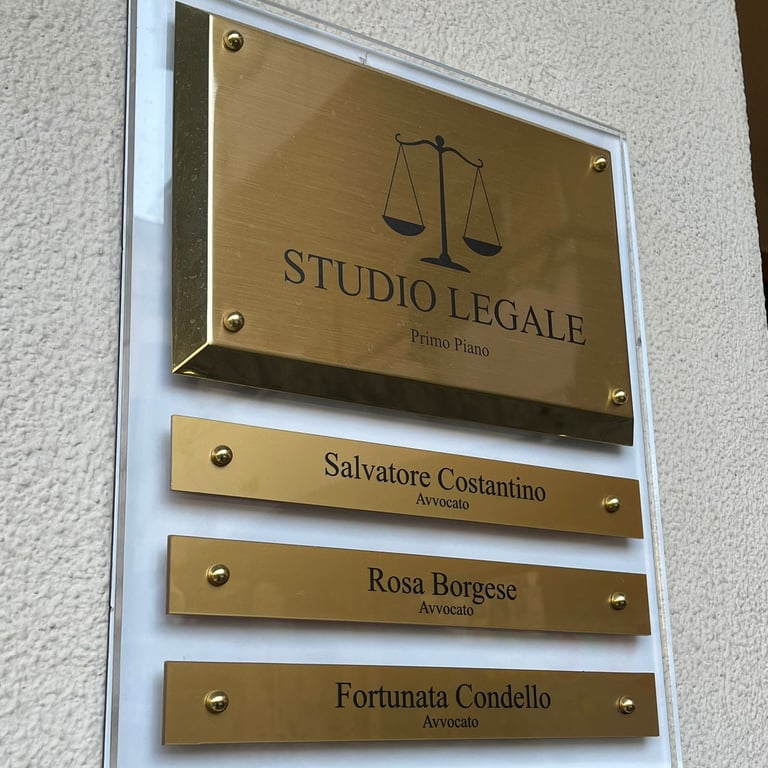 STUDIO LEGALE
Primo Piano
Salvatore Costantino
Avvocato
Rosa Borgese
Avvocato
Fortunata Condello
Avvocato